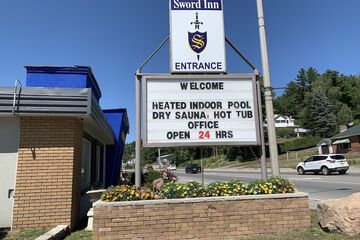 Sword Inn
S
ENTRANCE
WELCOME
HEATED INDOOR POOL
DRY SAUNA, HOT TUB
OFFICE
OPEN 24 HRS